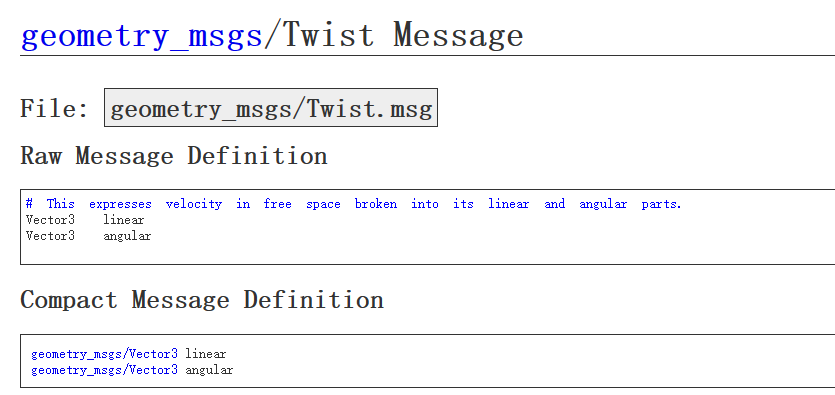 geometry_msgs/Twist Message
File: geometry_msgs/Twist.msg
Raw Message Definition
# This expresses velocity in free space broken into its linear and angular parts.
Vector3 linear
Vector3 angular
Compact Message Definition
geometry_msgs/Vector3 linear
geometry_msgs/Vector3 angular